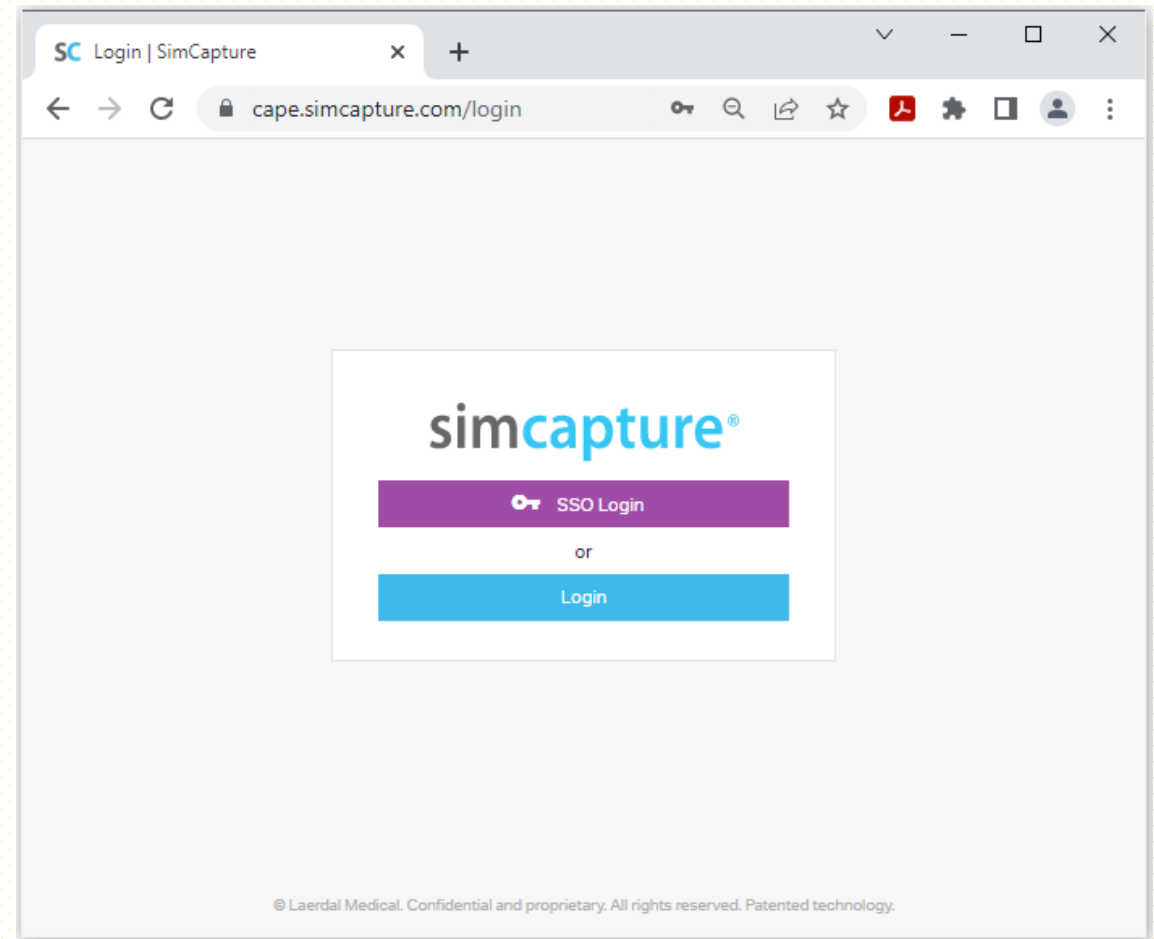 SC Login | SimCapture
cape.simcapture.com/login
simcapture®
SSO Login
or
Login
© Laerdal Medical. Confidential and proprietary. All rights reserved. Patented technology.